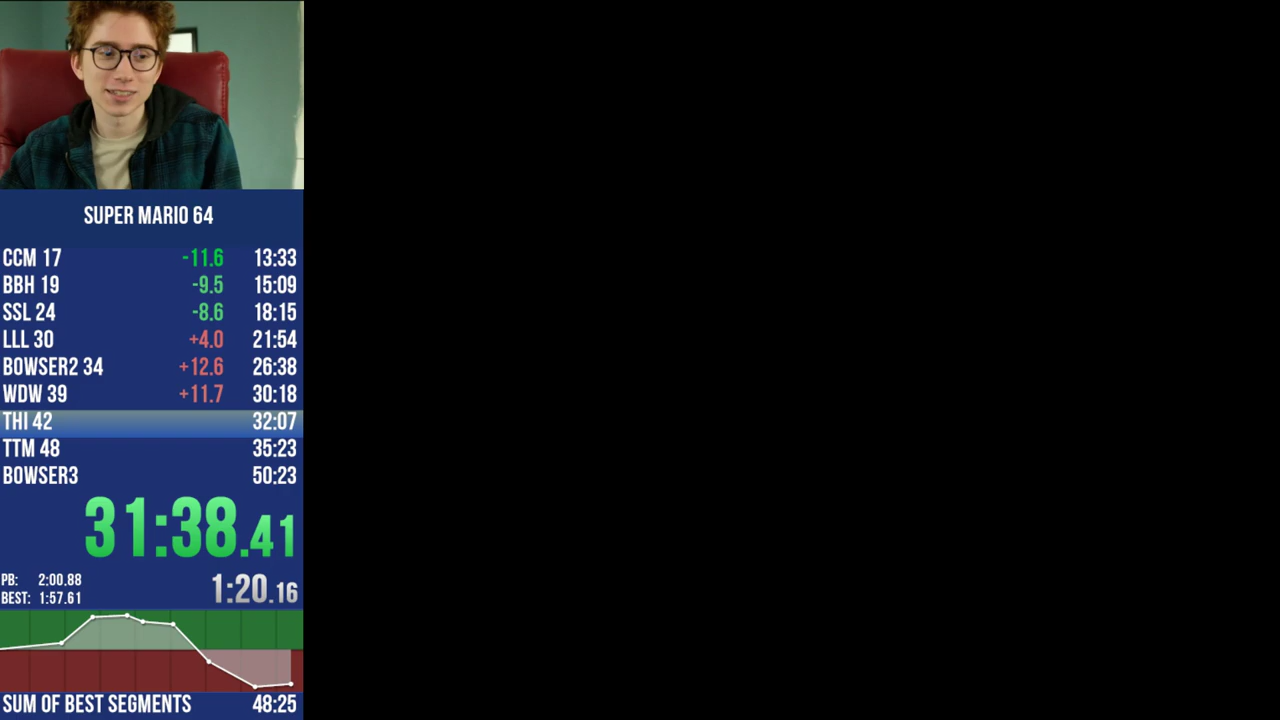 SUPER MARIO 64
CCM 17 -11.6 13:33
BBH 19 -9.5 15:09
SSL 24 -8.6 18:15
LLL 30 +4.0 21:54
BOWSER2 34 +12.6 26:38
WDW 39 +11.7 30:18
THI 42 32:07
TTM 48 35:23
BOWSER3 50:23
31:38.41
PB: 2:00.88 1:20.16
BEST: 1:57.61
SUM OF BEST SEGMENTS 48:25